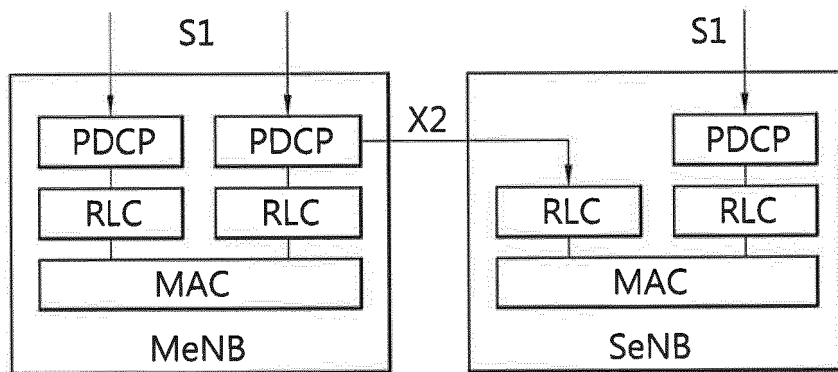 S1 S1
PDCP PDCP X2 PDCP
RLC RLC RLC RLC
MAC MAC
MeNB SeNB